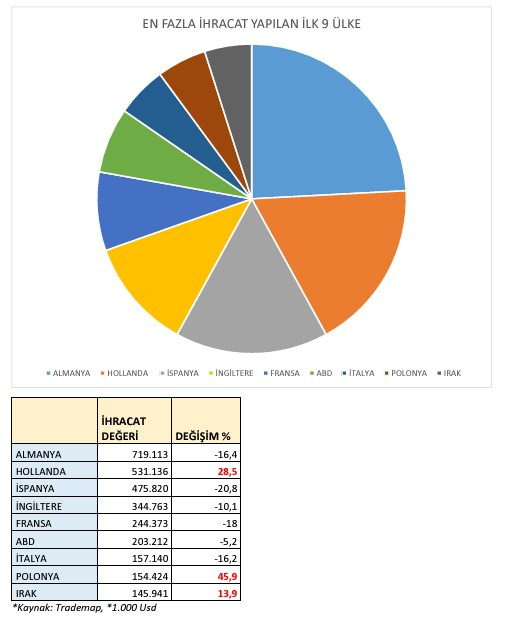 EN FAZLA İHRACAT YAPILAN İLK 9 ÜLKE
ALMANYA HOLLANDA İSPANYA İNGİLTERE FRANSA ABD İTALYA POLONYA IRAK
İHRACAT DEĞERİ DEĞİŞİM %
ALMANYA 719.113 -16,4
HOLLANDA 531.136 28,5
İSPANYA 475.820 -20,8
İNGİLTERE 344.763 -10,1
FRANSA 244.373 -18
ABD 203.212 -5,2
İTALYA 157.140 -16,2
POLONYA 154.424 45,9
IRAK 145.941 13,9
*Kaynak: Trademap, *1.000 Usd